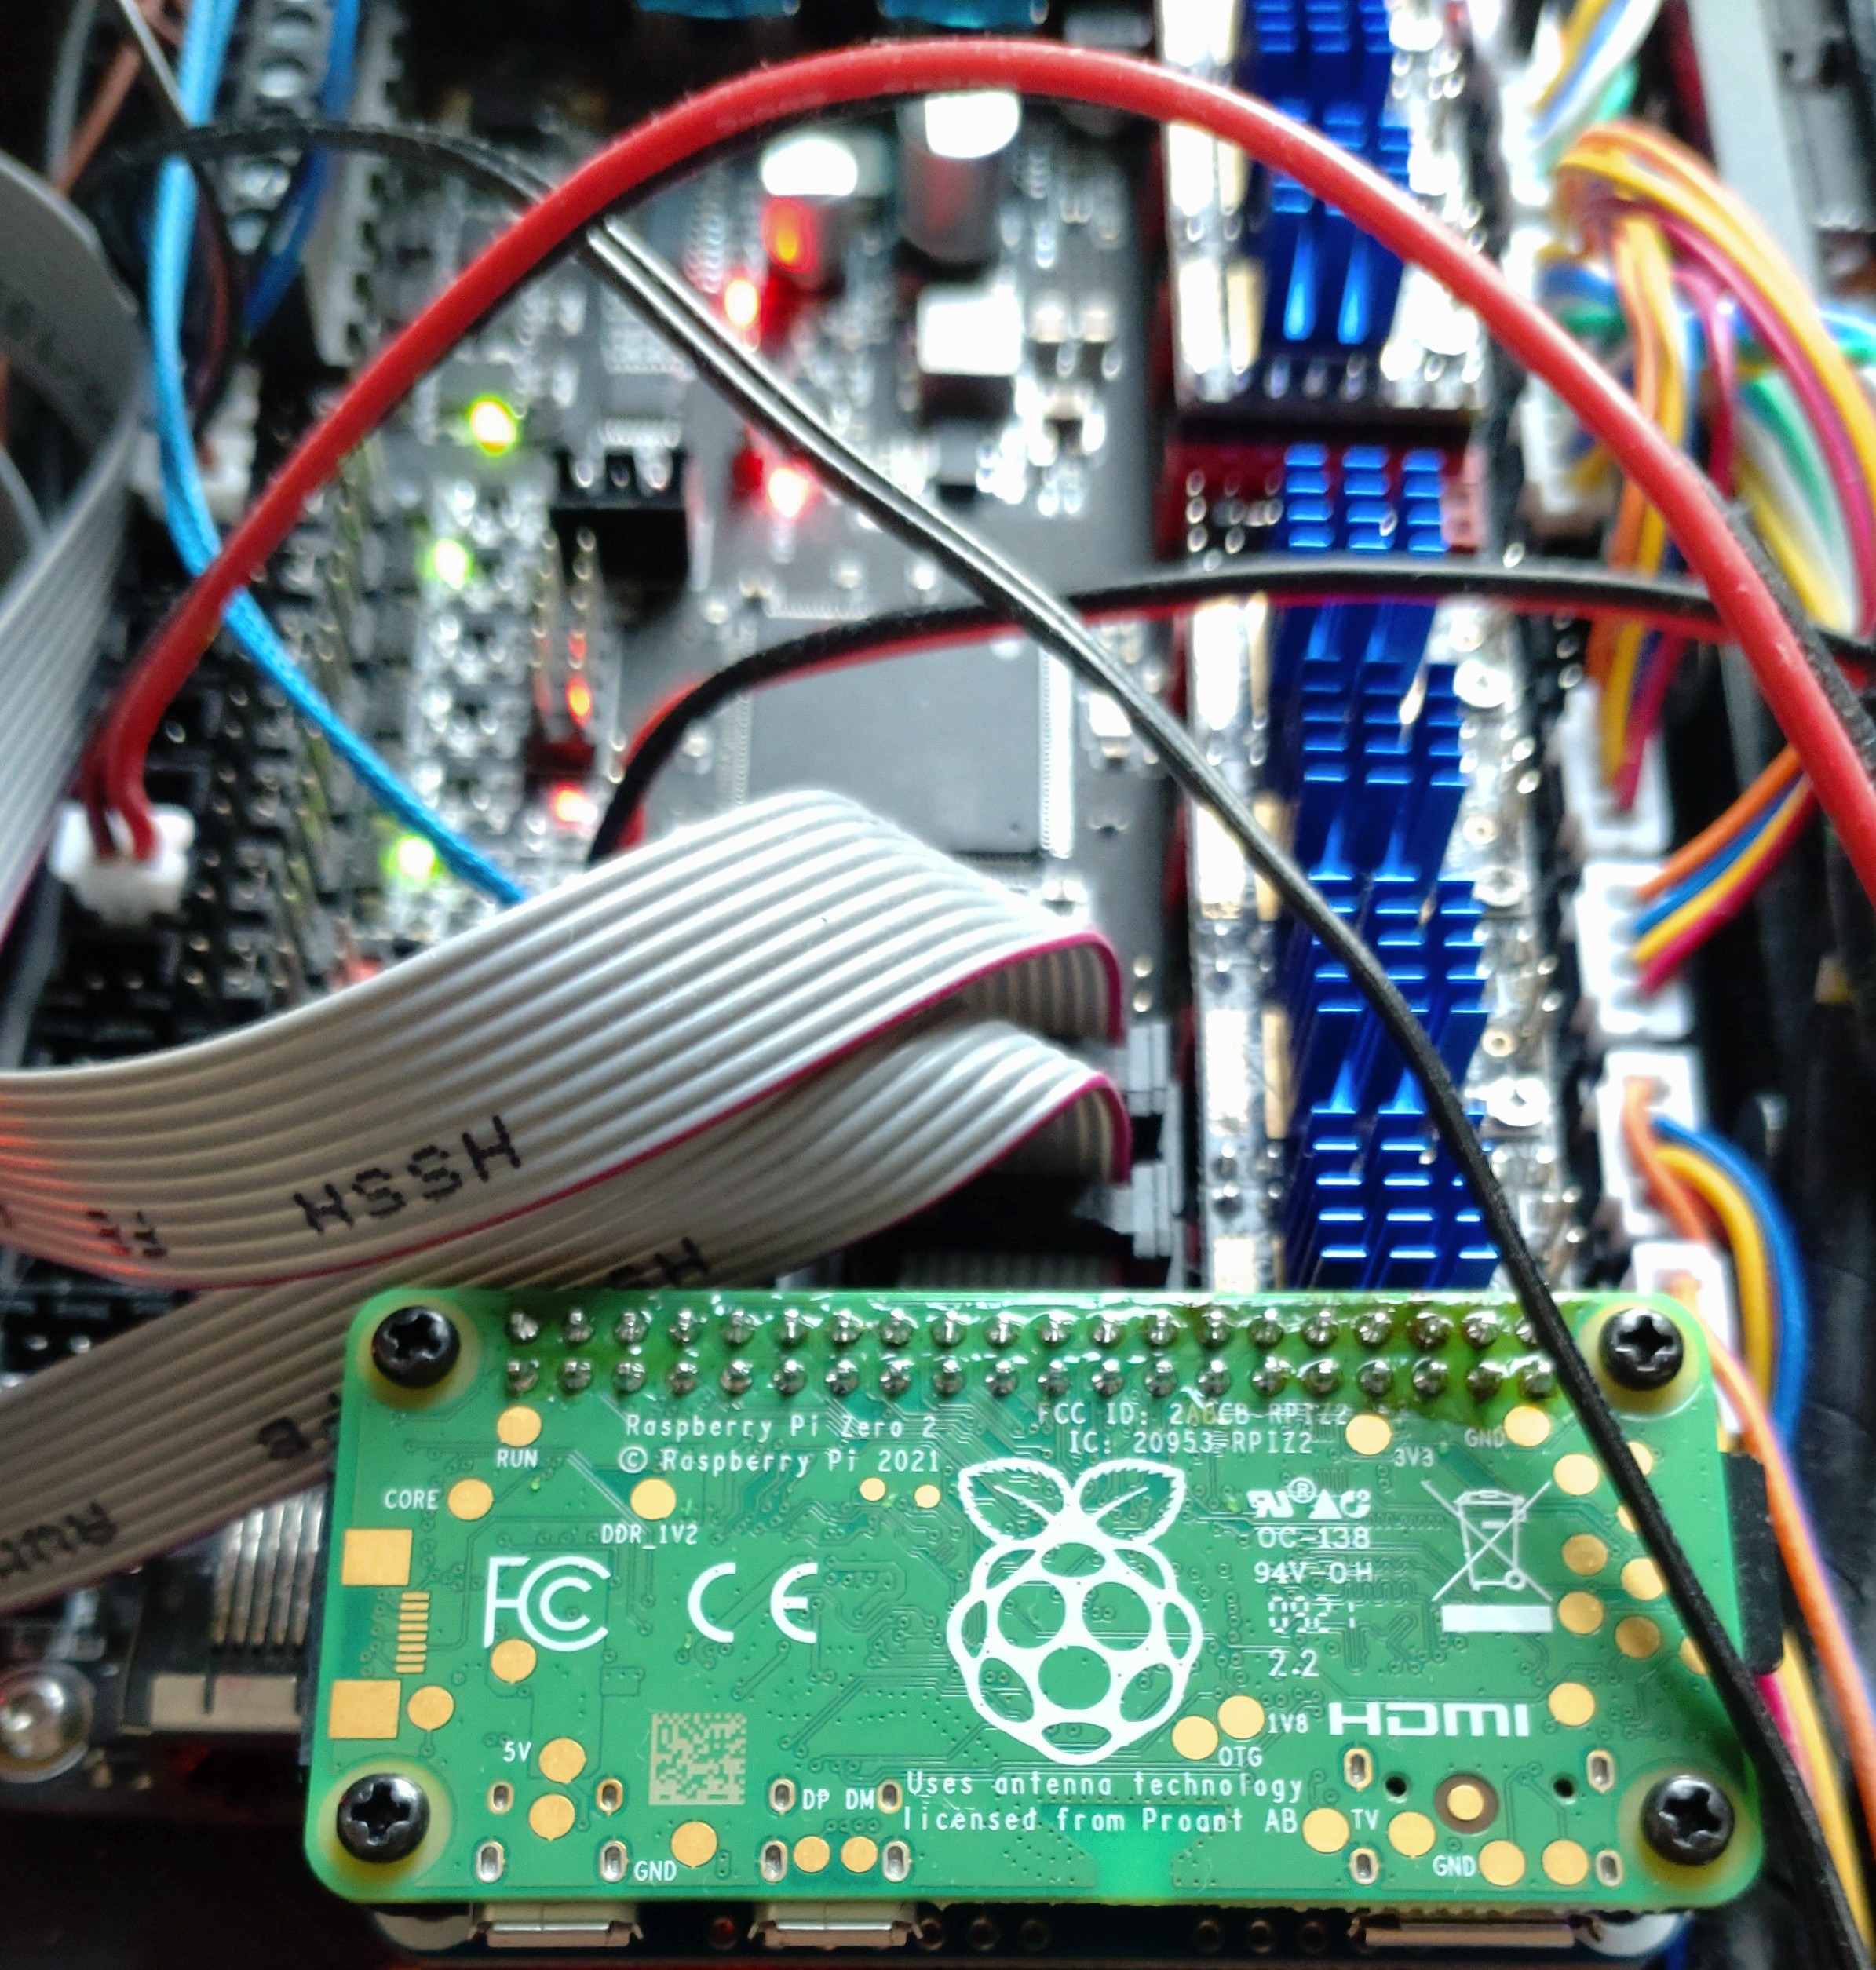 HSSH
Raspberry Pi Zero 2
© Raspberry Pi 2021
FCC ID: 2ABCB-RPIZ2
IC: 20953-RPIZ2
RUN
3V3
GND
CORE
DDR_1V2
FC
CE
OC-138
94V-0H
0921
2.2
1V8
HDMI
OTG
5V
DP DM
Uses antenna technology
licensed from Proant AB
TV
GND
GND